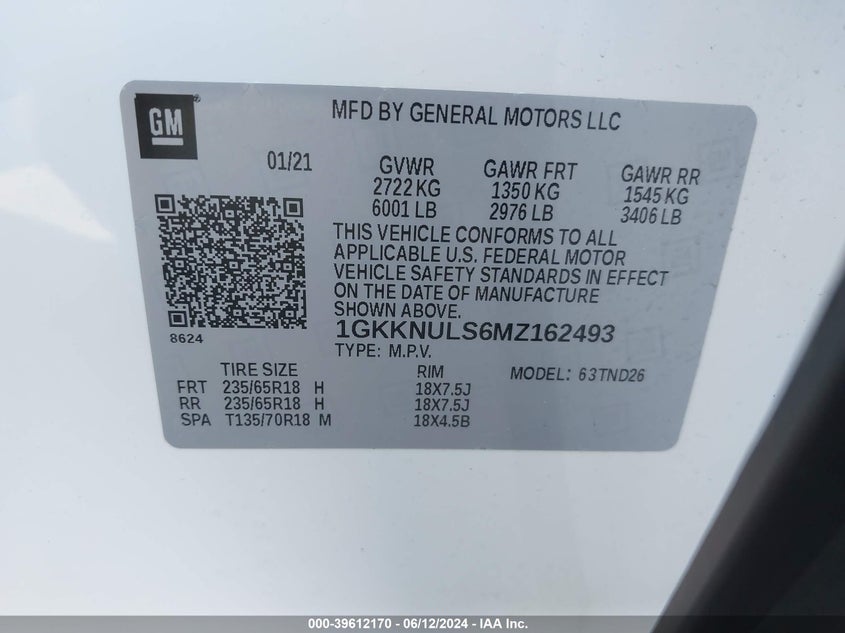 GM
MFD BY GENERAL MOTORS LLC
01/21
GVWR GAWR FRT GAWR RR
2722 KG 1350 KG 1545 KG
6001 LB 2976 LB 3406 LB
THIS VEHICLE CONFORMS TO ALL
APPLICABLE U.S. FEDERAL MOTOR
VEHICLE SAFETY STANDARDS IN EFFECT
ON THE DATE OF MANUFACTURE
SHOWN ABOVE.
8624
1GKKNULS6MZ162493
TYPE: M.P.V.
TIRE SIZE RIM MODEL: 63TND26
FRT 235/65R18 H 18X7.5J
RR 235/65R18 H 18X7.5J
SPA T135/70R18 M 18X4.5B
000-39612170 - 06/12/2024 - IAA Inc.